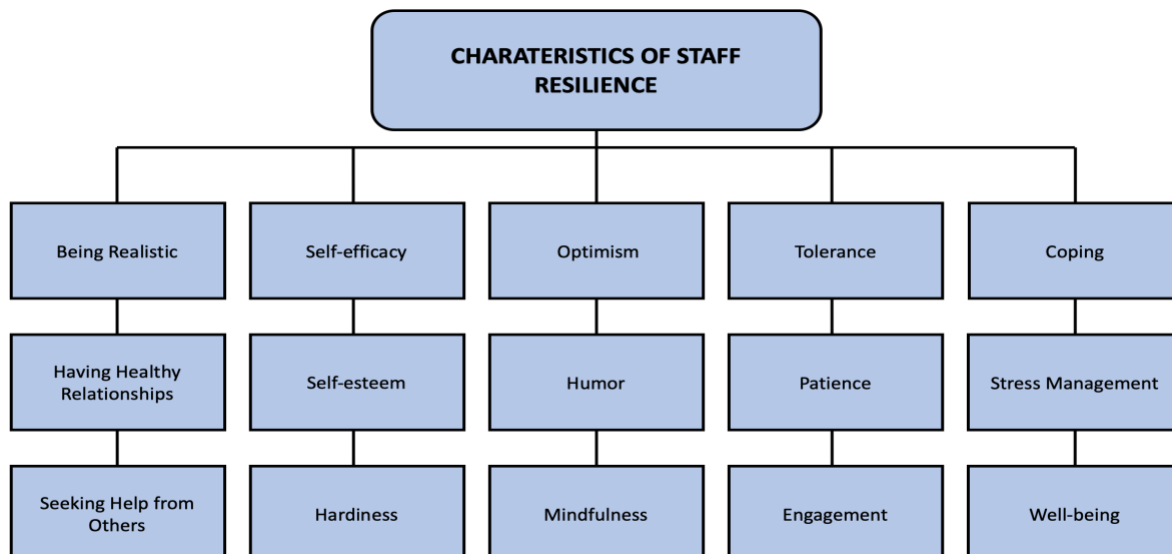 CHARATERISTICS OF STAFF
RESILIENCE
Being Realistic
Self-efficacy
Optimism
Tolerance
Coping
Having Healthy
Relationships
Self-esteem
Humor
Patience
Stress Management
Seeking Help from
Others
Hardiness
Mindfulness
Engagement
Well-being